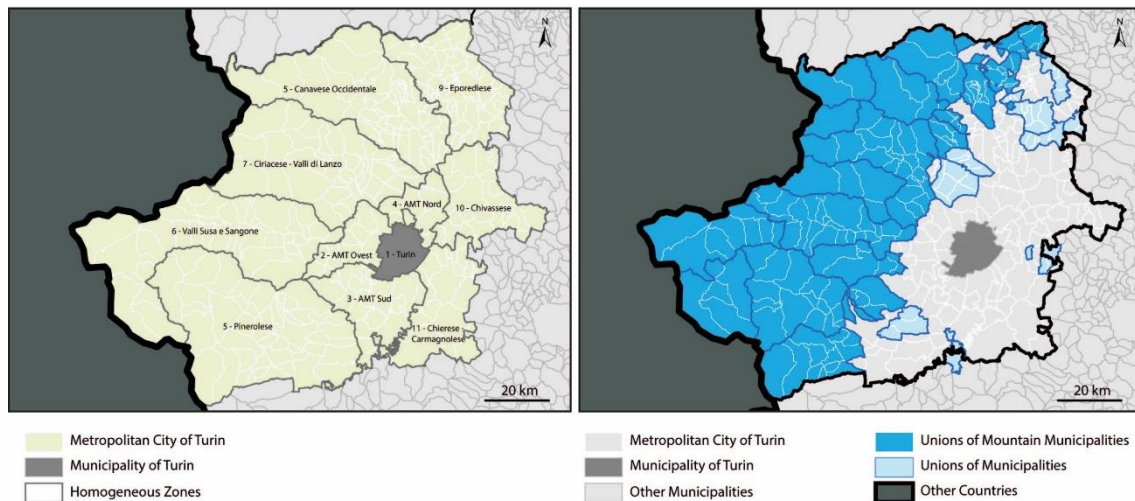 N
5 - Canavese Occidentale
9 - Eporediese
7 - Ciriacese - Valli di Lanzo
4 - AMT Nord
10 - Chivassese
6 - Valli Susa e Sangone
2 - AMT Ovest
1 - Turin
3 - AMT Sud
5 - Pinerolese
11 - Chierese
Carmagnolese
20 km
N
20 km
Metropolitan City of Turin
Municipality of Turin
Homogeneous Zones
Metropolitan City of Turin
Municipality of Turin
Other Municipalities
Unions of Mountain Municipalities
Unions of Municipalities
Other Countries